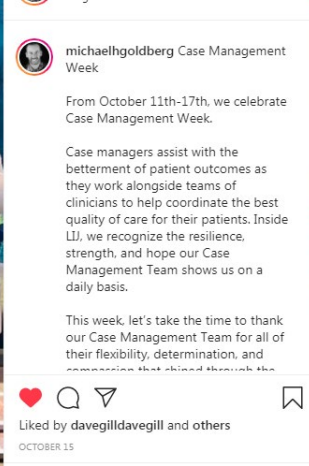 michaelhgoldberg Case Management
Week
From October 11th-17th, we celebrate
Case Management Week.
Case managers assist with the
betterment of patient outcomes as
they work alongside teams of
clinicians to help coordinate the best
quality of care for their patients. Inside
LIJ, we recognize the resilience,
strength, and hope our Case
Management Team shows us on a
daily basis.
This week, let's take the time to thank
our Case Management Team for all of
their flexibility, determination, and
compassion that shined through the
Liked by davegilldavegill and others
OCTOBER 15